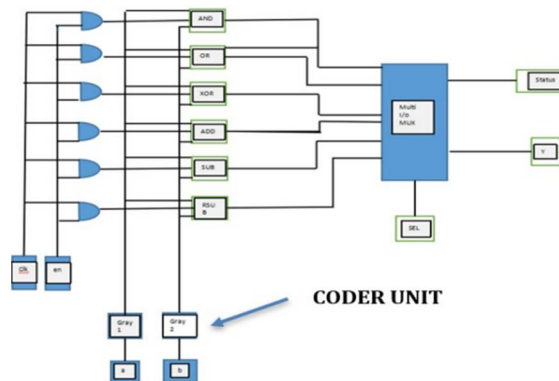 AND
OR
XOR
ADD
SUB
RSU
B
Multi
I/o
MUX
Status
Y
SEL
Clk
en
Gray
1
Gray
2
CODER UNIT
a
b